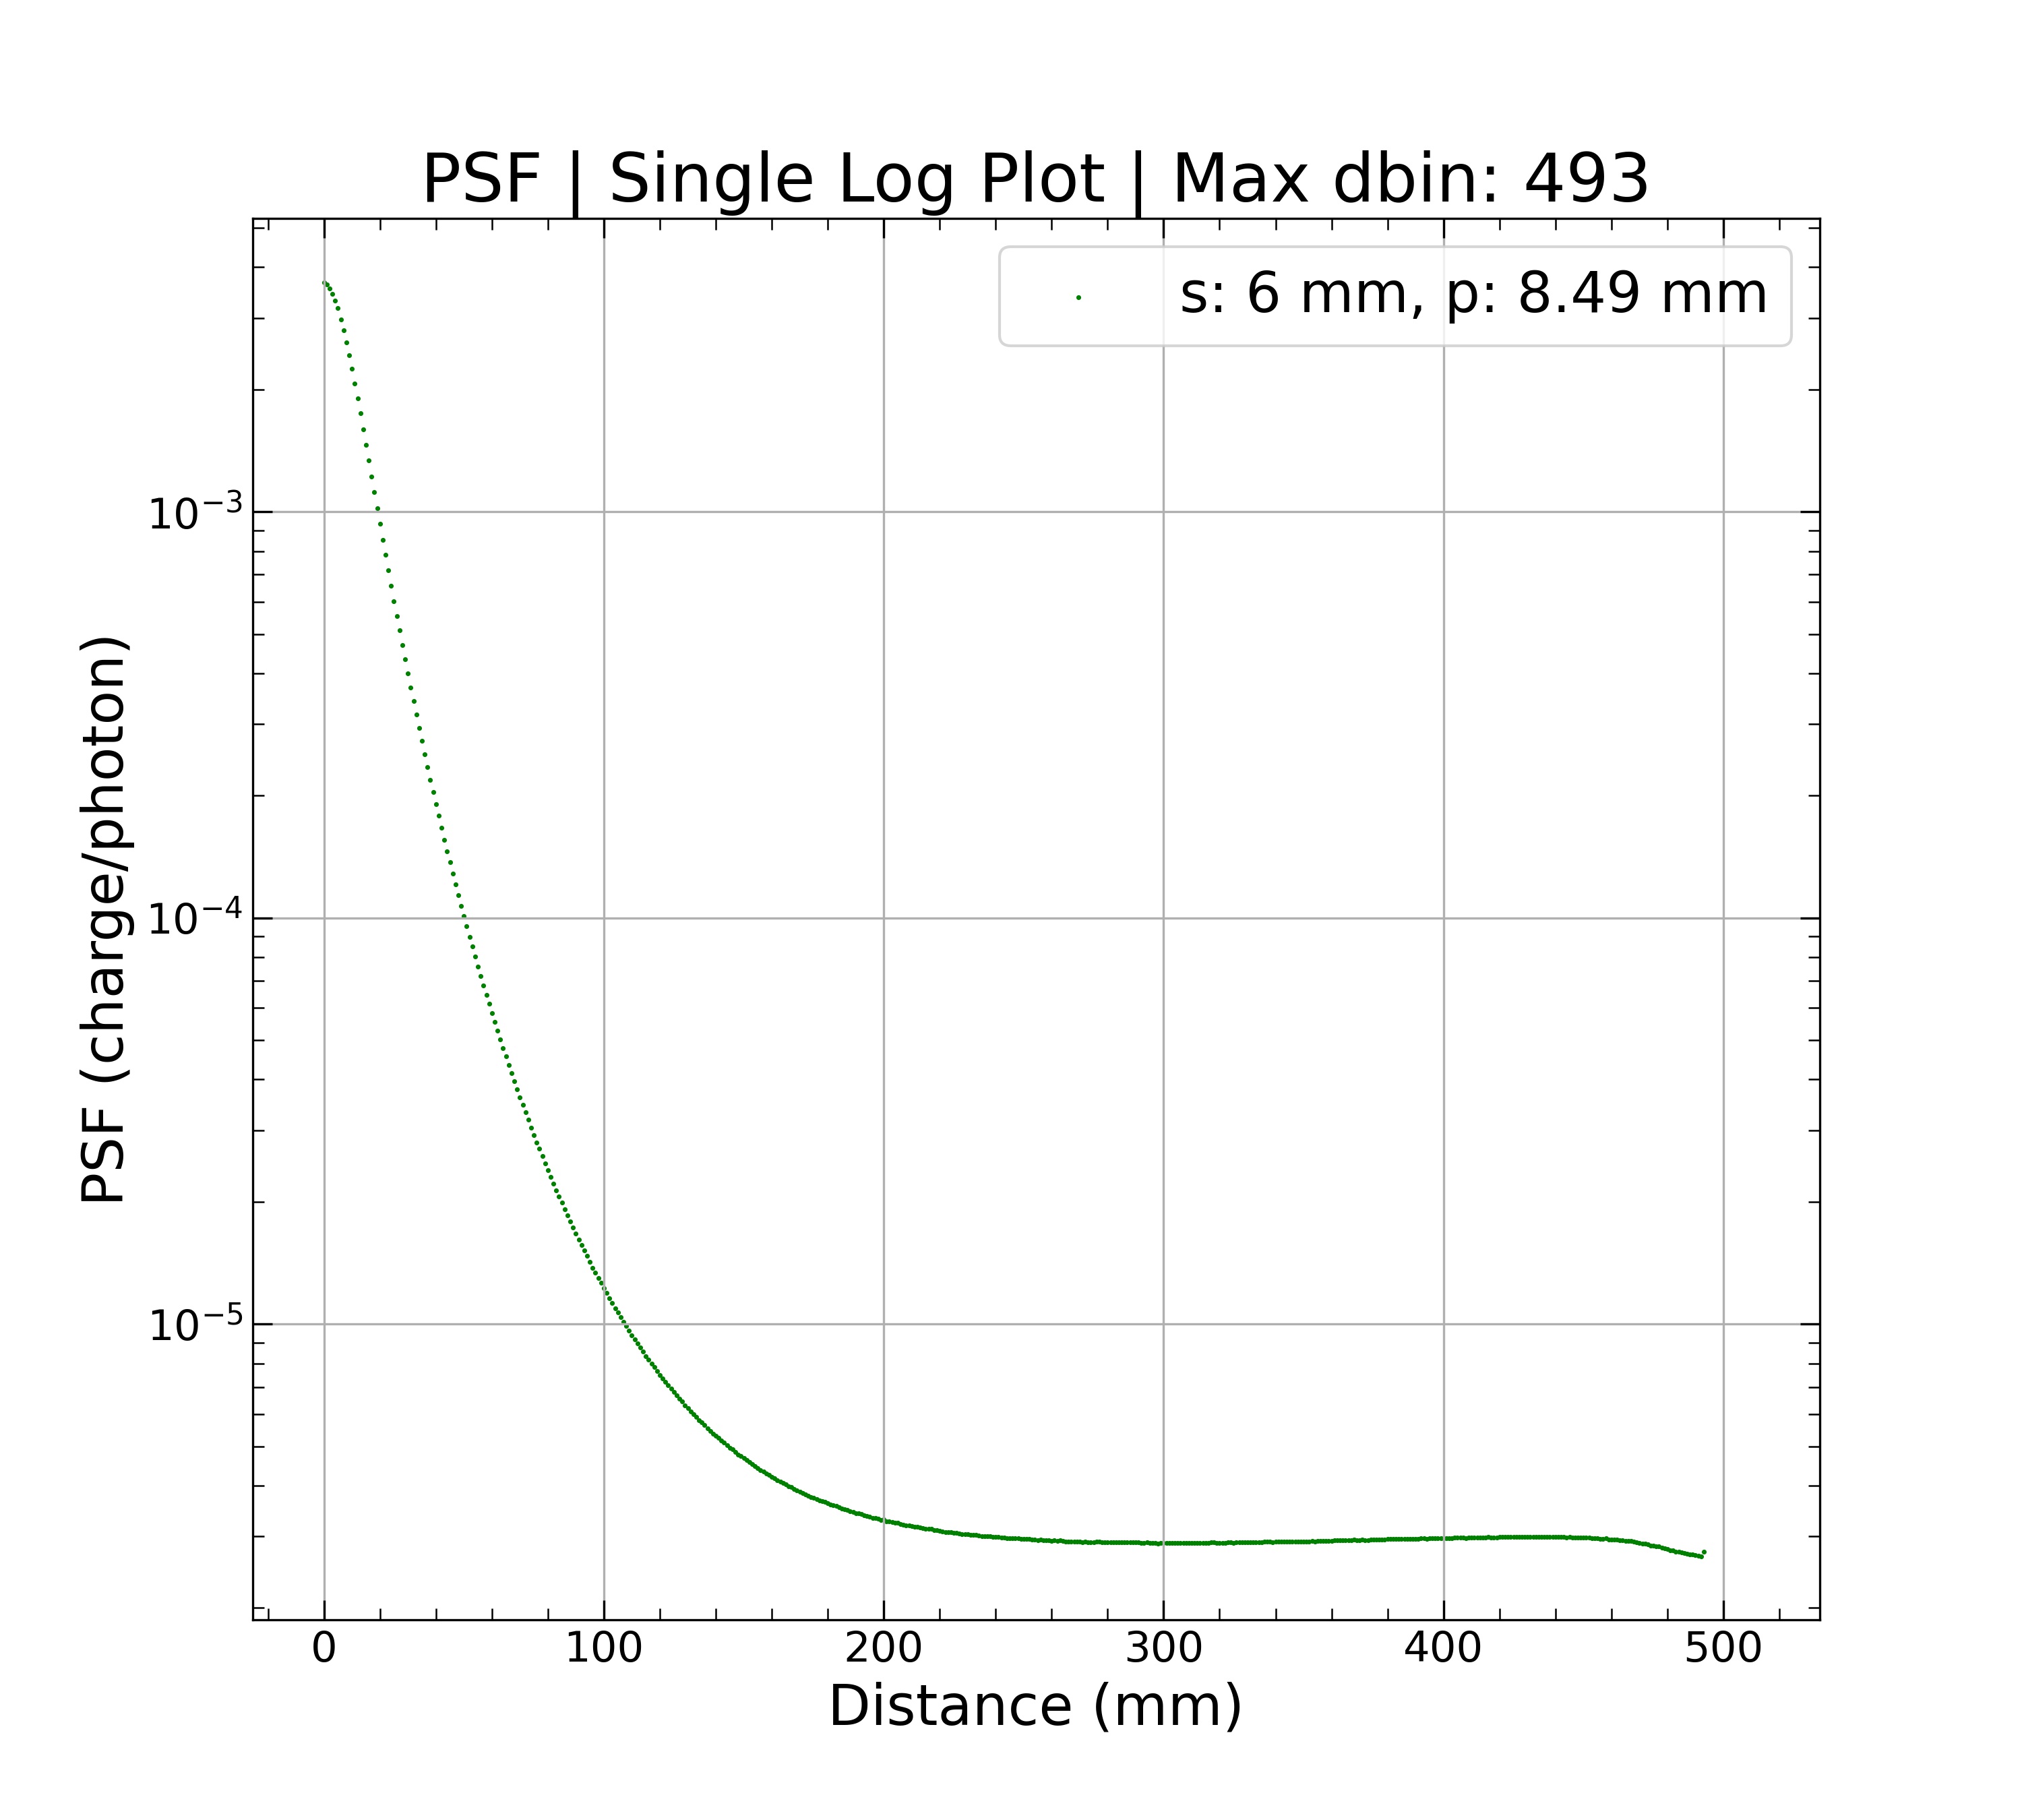 PSF | Single Log Plot | Max dbin: 493
s: 6 mm, p: 8.49 mm
PSF (charge/photon)
10⁻³
10⁻⁴
10⁻⁵
0 100 200 300 400 500
Distance (mm)